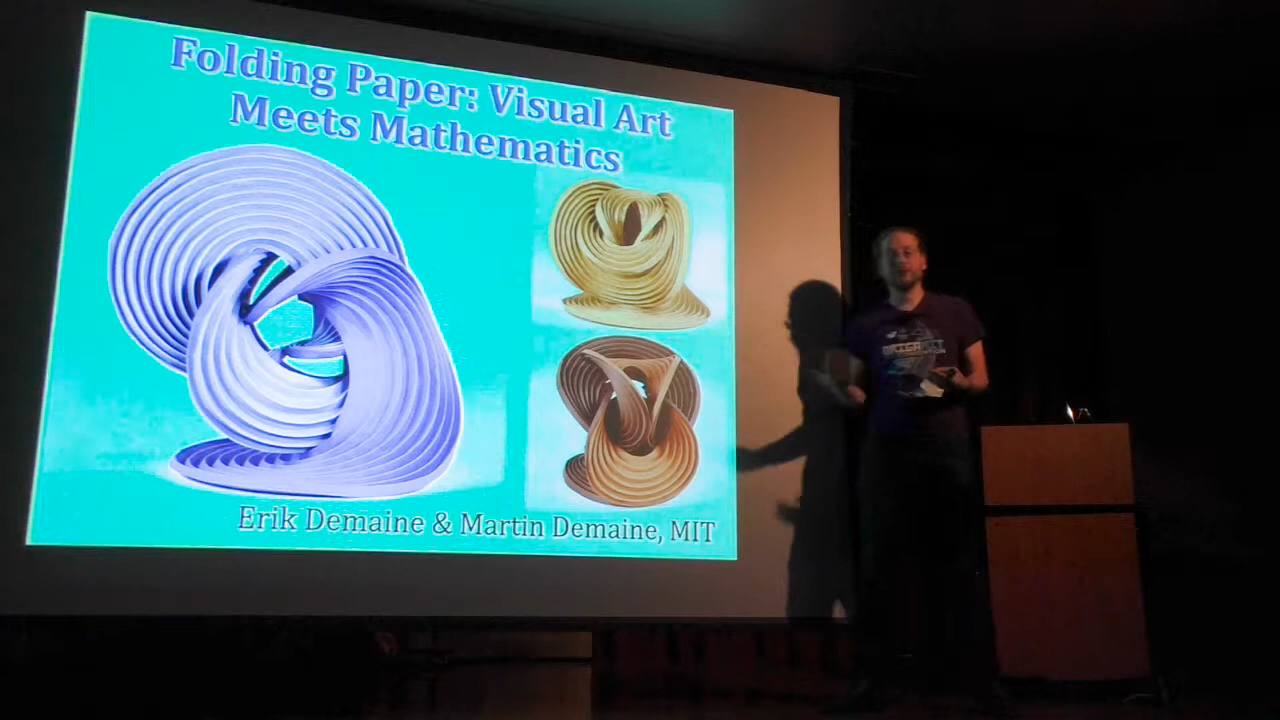 Folding Paper: Visual Art
Meets Mathematics
Erik Demaine & Martin Demaine, MIT